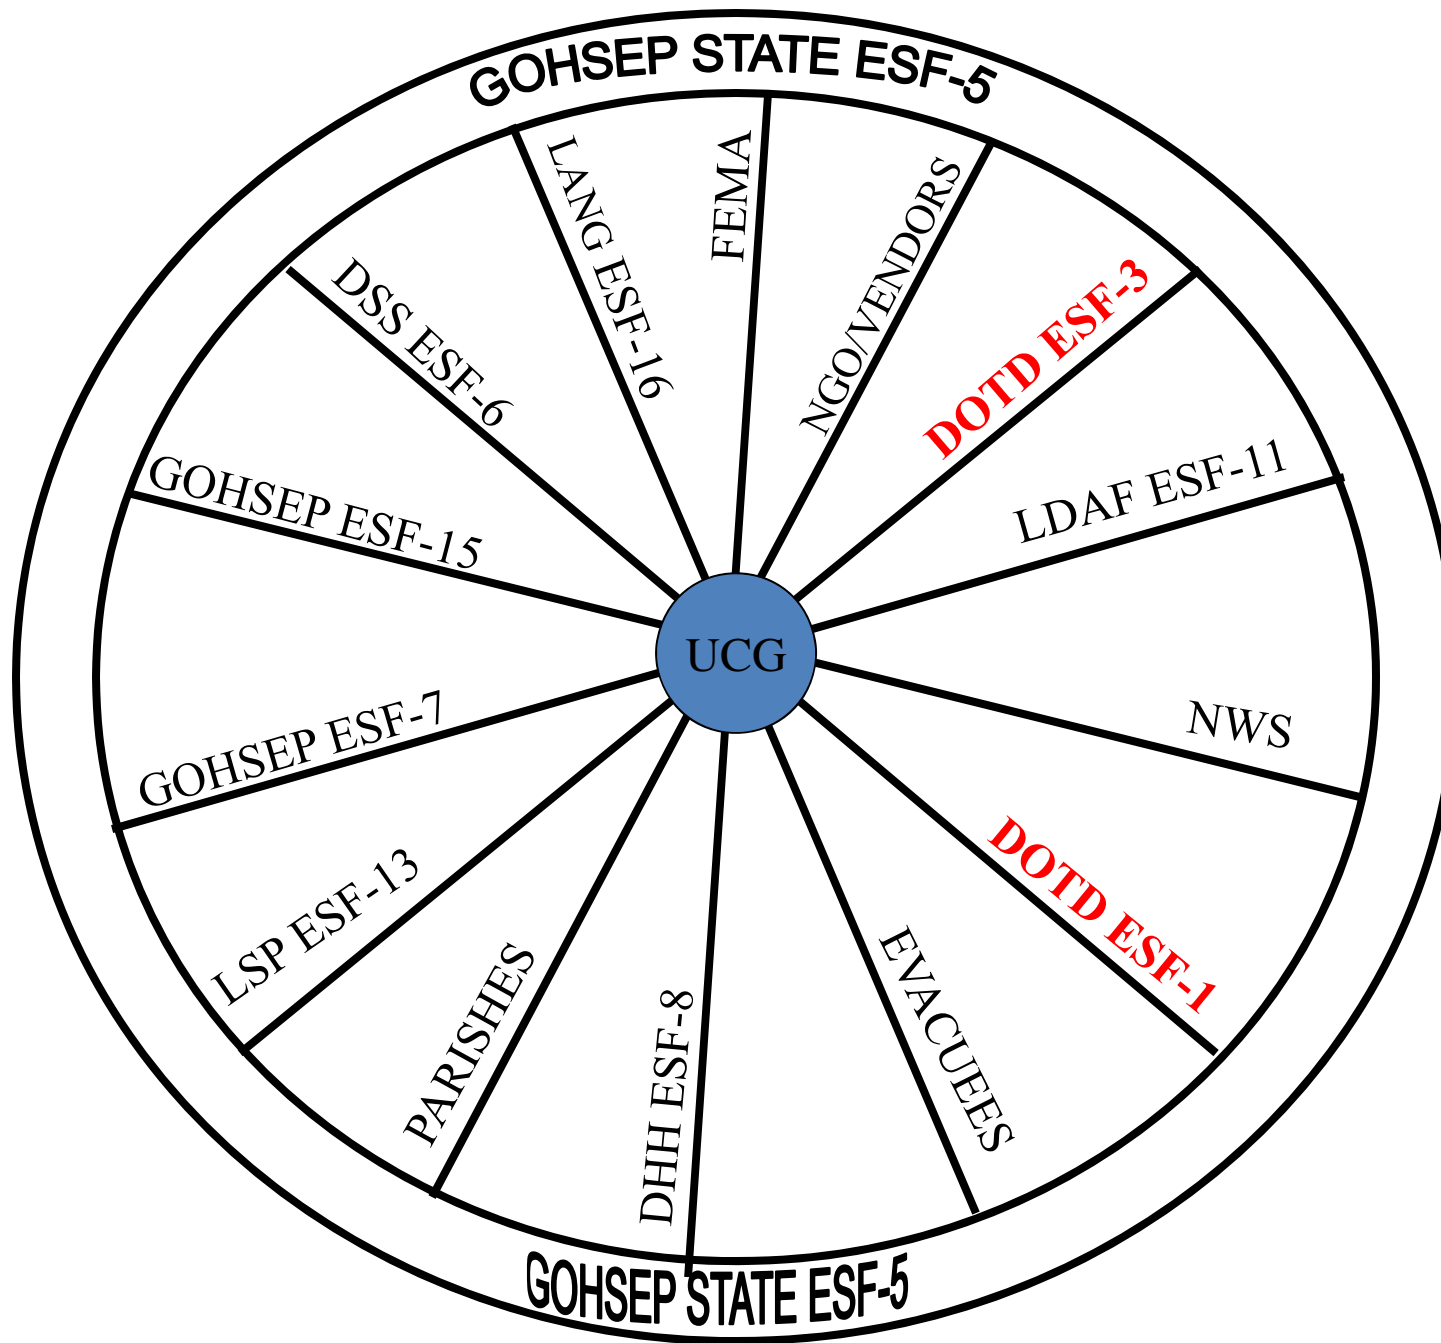 GOHSEP STATE ESF-5
FEMA
NGO/VENDORS
DOTD ESF-3
LDAF ESF-11
NWS
DOTD ESF-1
EVACUEES
DHH ESF-8
PARISHES
LSP ESF-13
GOHSEP ESF-7
GOHSEP ESF-15
DSS ESF-6
LANG ESF-16
UCG
GOHSEP STATE ESF-5